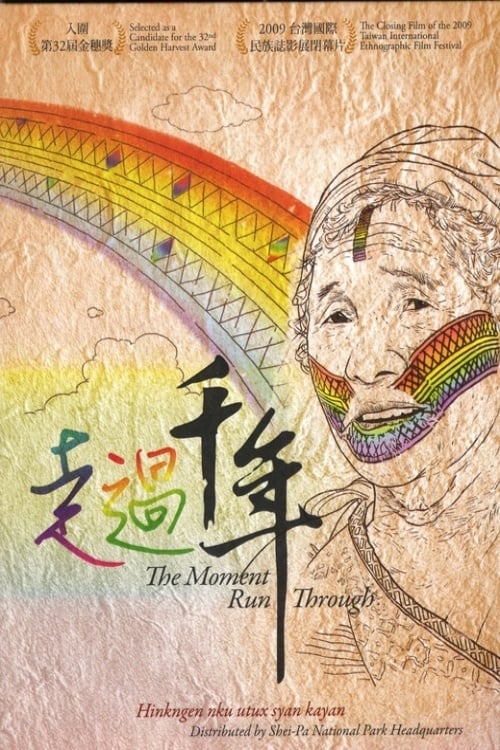 入圍
第32屆金穗獎
Selected as a
Candidate for the 32nd
Golden Harvest Award
2009 台灣國際
民族誌影展閉幕片
The Closing Film of the 2009
Taiwan International
Ethnographic Film Festival
走過千年
The Moment
Run Through
Hinkngen nku utux syan kayan
Distributed by Shei-Pa National Park Headquarters